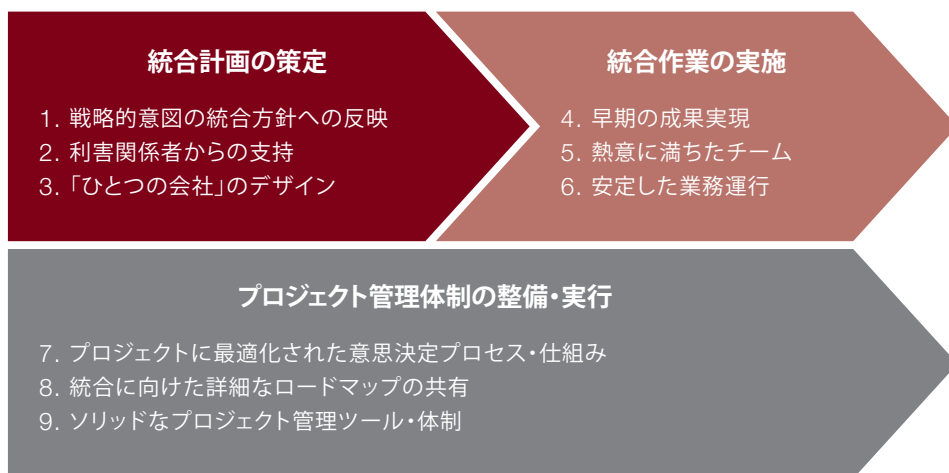 統合計画の策定
1. 戦略的意図の統合方針への反映
2. 利害関係者からの支持
3. 「ひとつの会社」のデザイン
統合作業の実施
4. 早期の成果実現
5. 熱意に満ちたチーム
6. 安定した業務運行
プロジェクト管理体制の整備・実行
7. プロジェクトに最適化された意思決定プロセス・仕組み
8. 統合に向けた詳細なロードマップの共有
9. ソリッドなプロジェクト管理ツール・体制